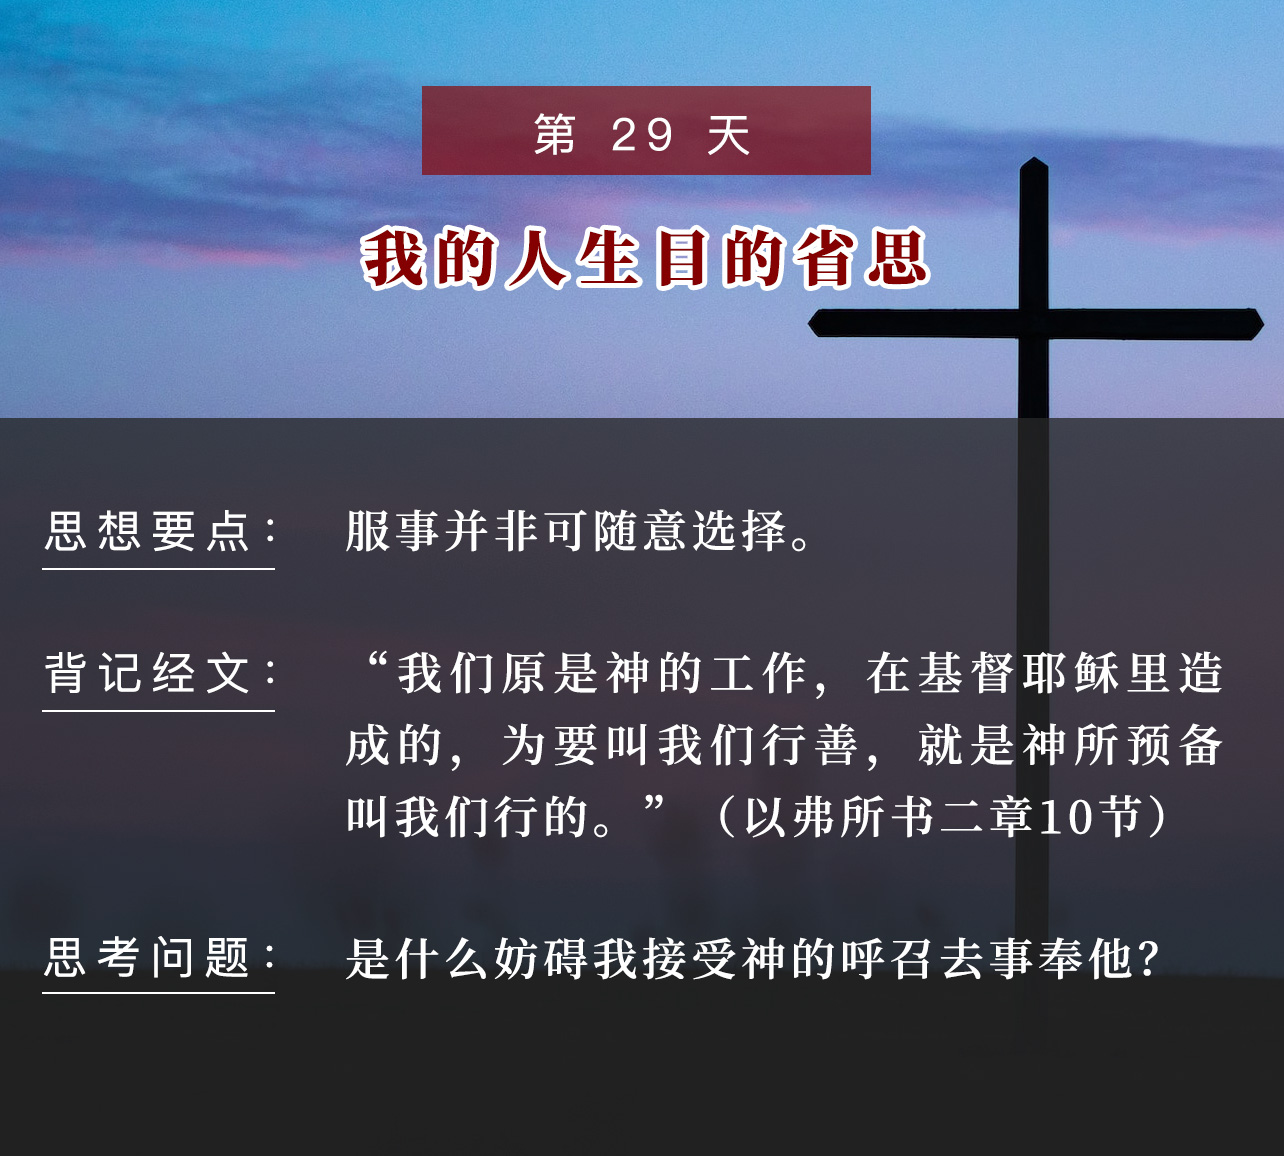 第 29 天
我的人生目的省思
思想要点： 服事并非可随意选择。
背记经文： “我们原是神的工作，在基督耶稣里造
成的，为要叫我们行善，就是神所预备
叫我们行的。”（以弗所书二章10节）
思考问题： 是什么妨碍我接受神的呼召去事奉他？